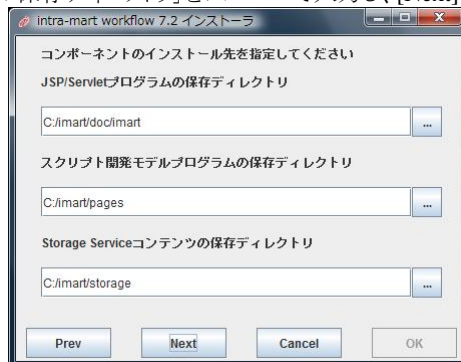 intra-mart workflow 7.2 インストーラ
コンポーネントのインストール先を指定してください
JSP/Servletプログラムの保存ディレクトリ
C:/imart/doc/imart
...
スクリプト開発モデルプログラムの保存ディレクトリ
C:/imart/pages
...
Storage Serviceコンテンツの保存ディレクトリ
C:/imart/storage
...
Prev Next Cancel OK